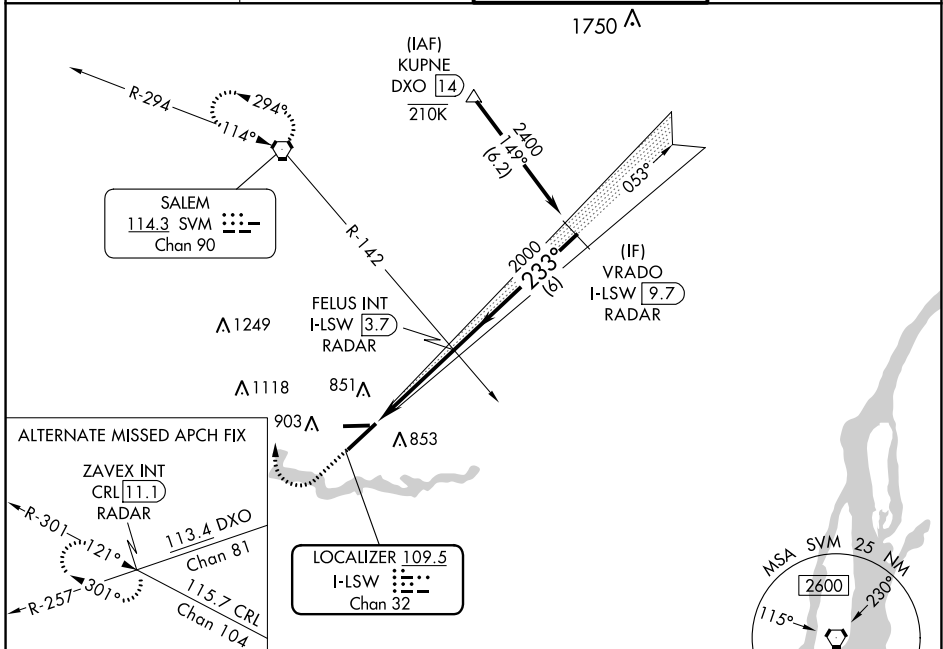 1750
(IAF)
KUPNE
DXO 14
210K
R-294
294°
114°
2400
149°
(6.2)
053°
SALEM
114.3 SVM
Chan 90
R-142
2000
233°
(6)
(IF)
VRADO
I-LSW 9.7
RADAR
FELUS INT
I-LSW 3.7
RADAR
1249
1118
851
903
853
ALTERNATE MISSED APCH FIX
ZAVEX INT
CRL 11.1
RADAR
R-301
121°
113.4 DXO
Chan 81
301°
R-257
115.7 CRL
Chan 104
LOCALIZER 109.5
I-LSW
Chan 32
MSA SVM 25 NM
2600
115°
230°